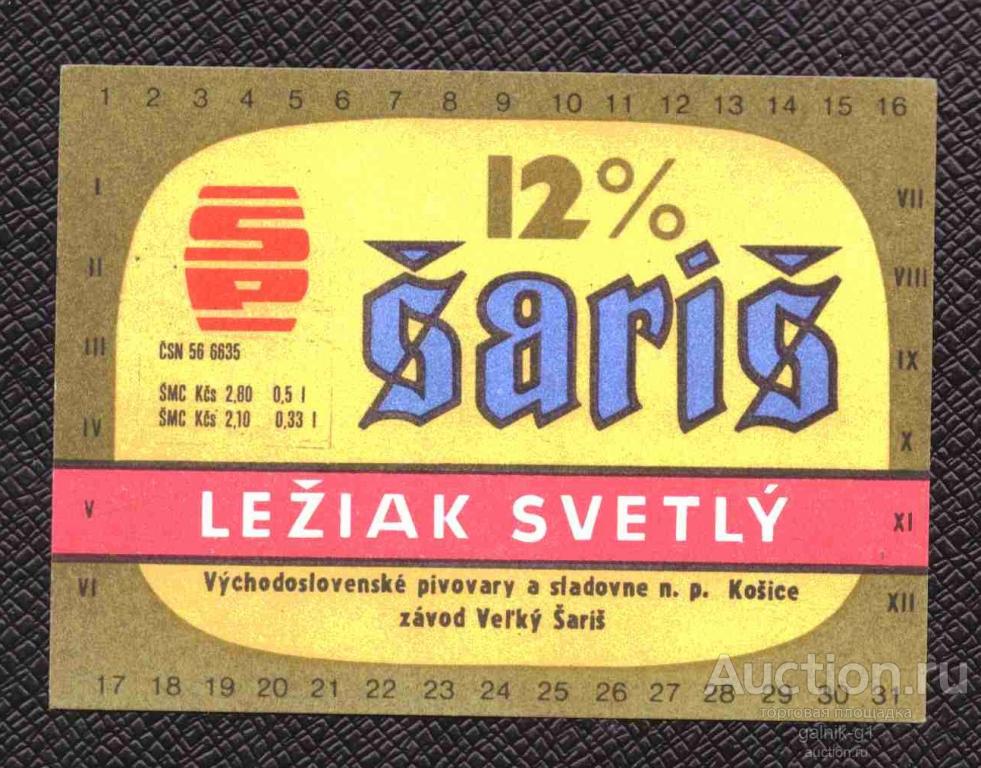 1 2 3 4 5 6 7 8 9 10 11 12 13 14 15 16
I
II
III
IV
V
VI
VII
VIII
IX
X
XI
XII
12%
šariš
SP
ČSN 56 6635
ŠMC Kčs 2,80 0,5 l
ŠMC Kčs 2,10 0,33 l
LEŽIAK SVETLÝ
Východoslovenské pivovary a sladovne n. p. Košice
závod Veľký Šariš
17 18 19 20 21 22 23 24 25 26 27 28 29 30 31
Auction.ru
торговая площадка
galnik-g1
auction.ru